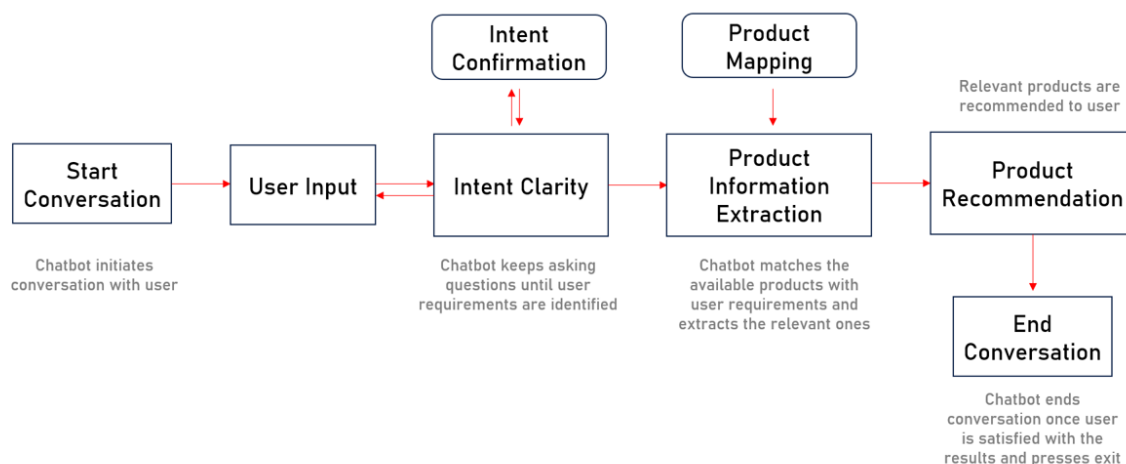 Intent
Confirmation
Product
Mapping
Relevant products are
recommended to user
Start
Conversation
User Input
Intent Clarity
Product
Information
Extraction
Product
Recommendation
Chatbot initiates
conversation with user
Chatbot keeps asking
questions until user
requirements are identified
Chatbot matches the
available products with
user requirements and
extracts the relevant ones
End
Conversation
Chatbot ends
conversation once user
is satisfied with the
results and presses exit